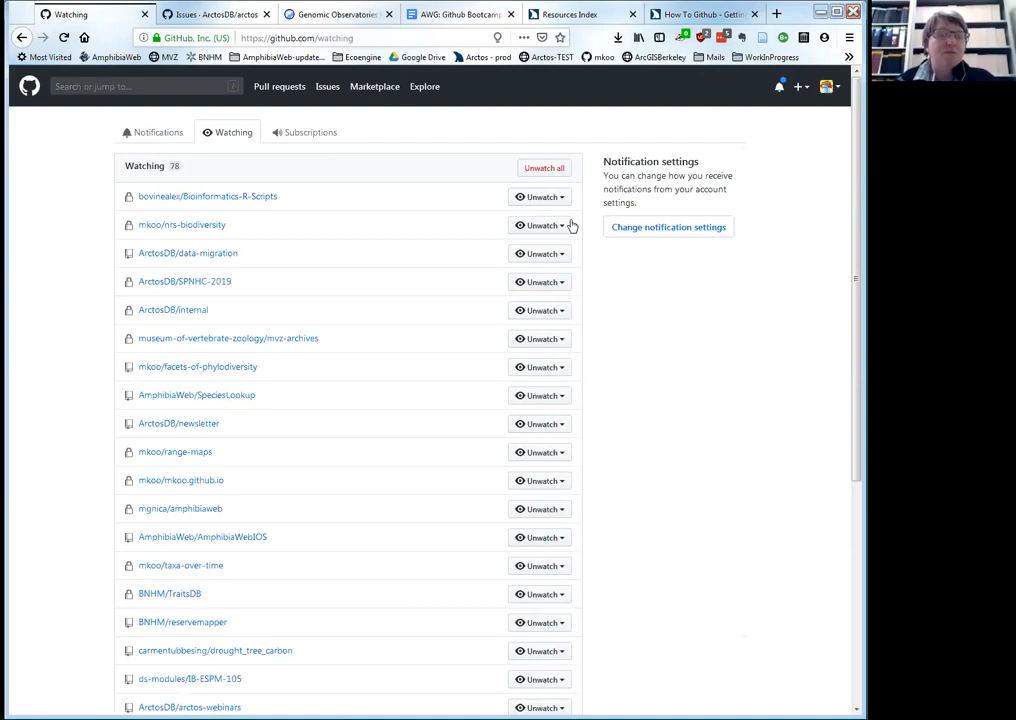 Watching
Issues · ArctosDB/arctos
Genomic Observatories
AWG: Github Bootcamp
Resources Index
How To Github - Gettin
GitHub, Inc. (US)
https://github.com/watching
Most Visited
AmphibiaWeb
MVZ
BNHM
AmphibiaWeb-update...
Ecoengine
Google Drive
Arctos - prod
Arctos-TEST
mkoo
ArcGISBerkeley
Mails
WorkInProgress
Search or jump to...
/
Pull requests
Issues
Marketplace
Explore
Notifications
Watching
Subscriptions
Watching 78
Unwatch all
Notification settings
You can change how you receive
notifications from your account
settings.
Change notification settings
bovinealex/Bioinformatics-R-Scripts
Unwatch
mkoo/nrs-biodiversity
Unwatch
ArctosDB/data-migration
Unwatch
ArctosDB/SPNHC-2019
Unwatch
ArctosDB/internal
Unwatch
museum-of-vertebrate-zoology/mvz-archives
Unwatch
mkoo/facets-of-phylodiversity
Unwatch
AmphibiaWeb/SpeciesLookup
Unwatch
ArctosDB/newsletter
Unwatch
mkoo/range-maps
Unwatch
mkoo/mkoo.github.io
Unwatch
mgnica/amphibiaweb
Unwatch
AmphibiaWeb/AmphibiaWebIOS
Unwatch
mkoo/taxa-over-time
Unwatch
BNHM/TraitsDB
Unwatch
BNHM/reservemapper
Unwatch
carmentubbesing/drought_tree_carbon
Unwatch
ds-modules/IB-ESPM-105
Unwatch
ArctosDB/arctos-webinars
Unwatch